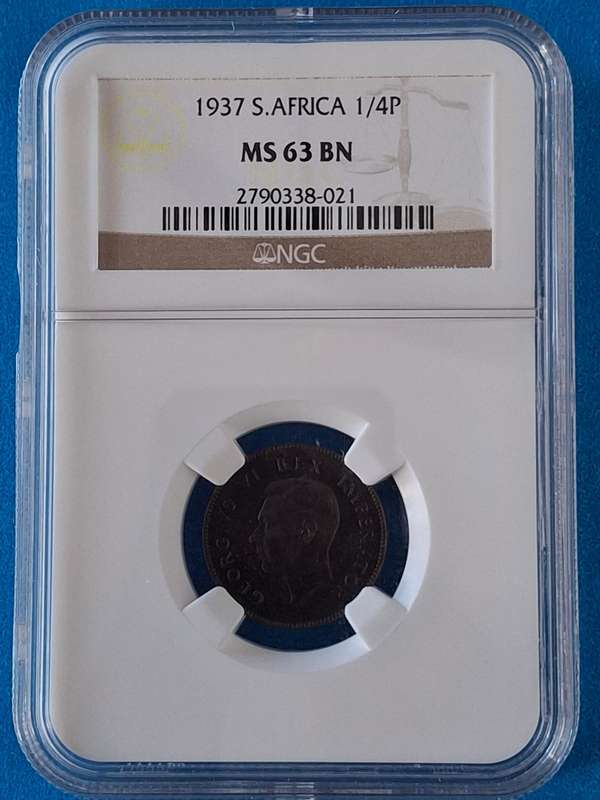 1937 S.AFRICA 1/4P
MS 63 BN
2790338-021
NGC
GEORGIVS VI REX IMPERATOR